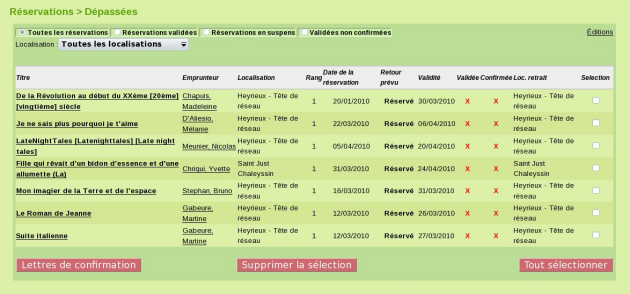 Réservations > Dépassées
Toutes les réservations Réservations validées Réservations en suspens Validées non confirmées Éditions
Localisation : Toutes les localisations
Titre Emprunteur Localisation Rang Date de la réservation Retour prévu Validité Validée Confirmée Loc. retrait Selection
De la Révolution au début du XXème [20ème] [vingtième] siècle Chapuis, Madeleine Heyrieux - Tête de réseau 1 20/01/2010 Réservé 30/03/2010 X X Heyrieux - Tête de réseau
Je ne sais plus pourquoi je t'aime D'Aliesio, Mélanie Heyrieux - Tête de réseau 1 22/03/2010 Réservé 06/04/2010 X X Heyrieux - Tête de réseau
LateNightTales [Latenighttales] [Late night tales] Meunier, Nicolas Heyrieux - Tête de réseau 1 05/04/2010 Réservé 20/04/2010 X X Heyrieux - Tête de réseau
Fille qui rêvait d'un bidon d'essence et d'une allumette (La) Chrigui, Yvette Saint Just Chaleyssin 1 31/03/2010 Réservé 24/04/2010 X X Saint Just Chaleyssin
Mon imagier de la Terre et de l'espace Stephan, Bruno Heyrieux - Tête de réseau 1 16/03/2010 Réservé 31/03/2010 X X Heyrieux - Tête de réseau
Le Roman de Jeanne Gabeure, Martine Heyrieux - Tête de réseau 1 12/03/2010 Réservé 26/03/2010 X X Heyrieux - Tête de réseau
Suite italienne Gabeure, Martine Heyrieux - Tête de réseau 1 12/03/2010 Réservé 27/03/2010 X X Heyrieux - Tête de réseau
Lettres de confirmation Supprimer la sélection Tout sélectionner